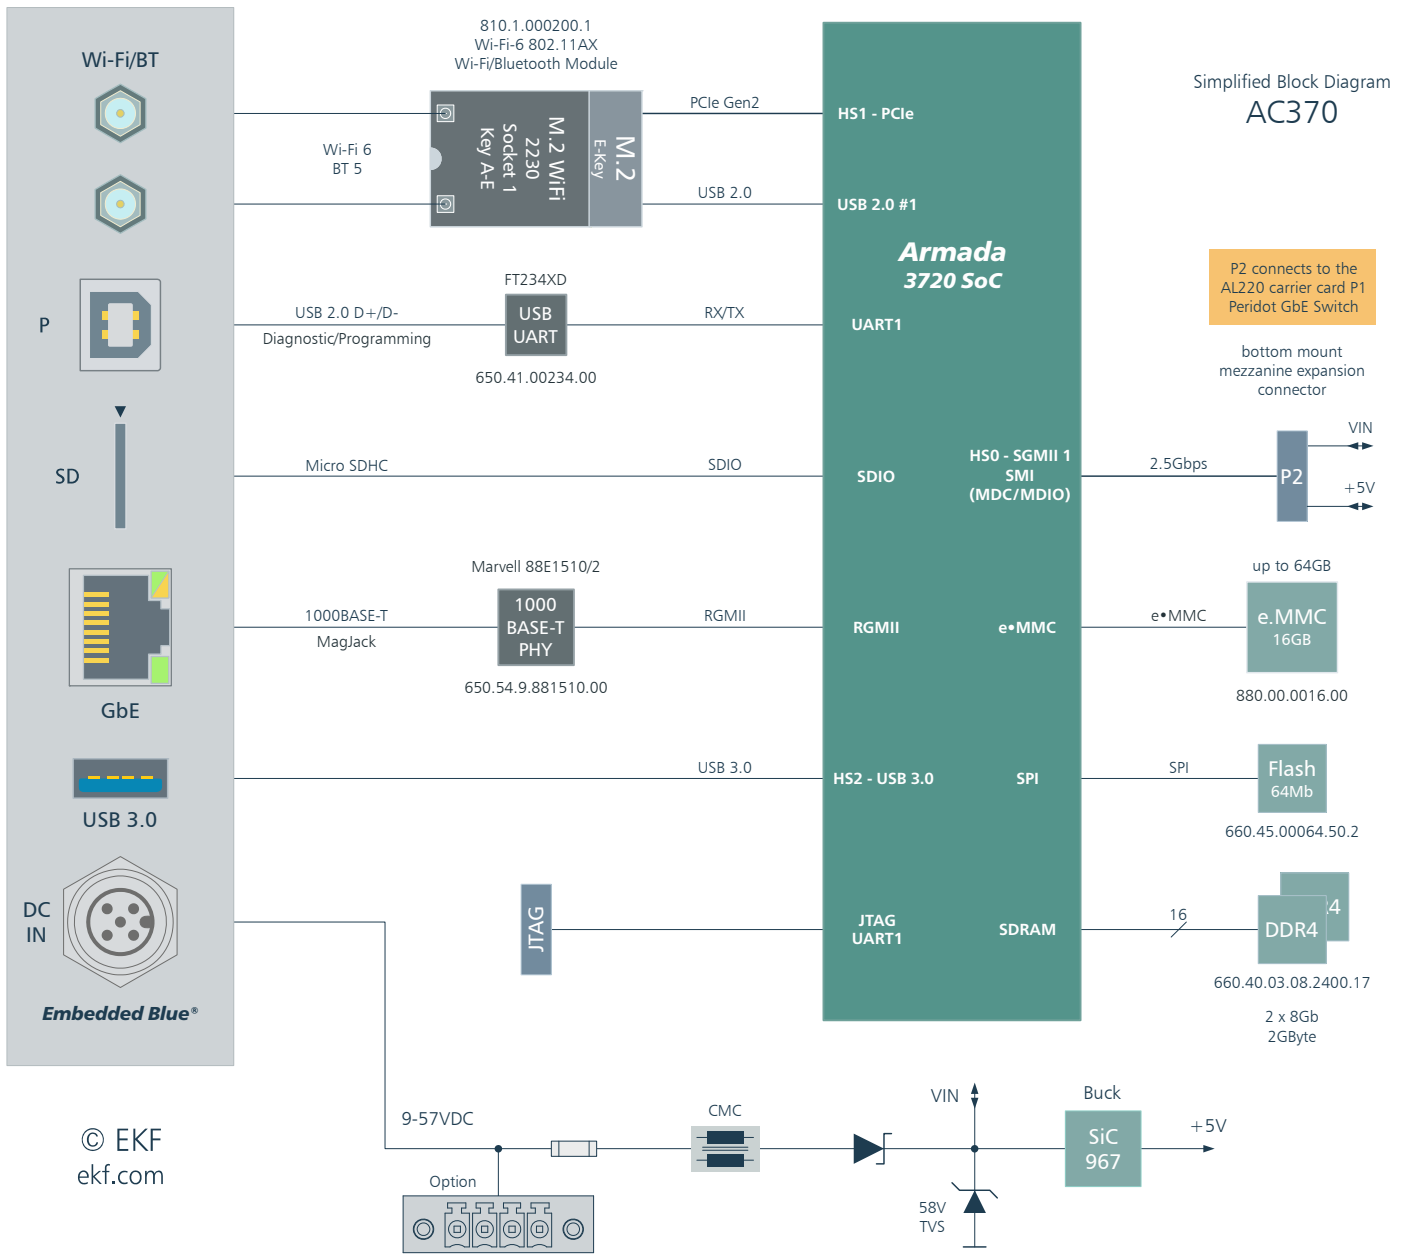 Wi-Fi/BT
P
SD
GbE
USB 3.0
DC
IN
Embedded Blue®
© EKF
ekf.com
810.1.000200.1
Wi-Fi-6 802.11AX
Wi-Fi/Bluetooth Module
Wi-Fi 6
BT 5
M.2 WiFi
2230
Socket 1
Key A-E
M.2
E-Key
PCIe Gen2
USB 2.0
FT234XD
USB 2.0 D+/D-
Diagnostic/Programming
USB
UART
RX/TX
650.41.00234.00
Micro SDHC
SDIO
Marvell 88E1510/2
1000BASE-T
MagJack
1000
BASE-T
PHY
RGMII
650.54.9.881510.00
USB 3.0
JTAG
HS1 - PCIe
USB 2.0 #1
Armada
3720 SoC
UART1
SDIO
HS0 - SGMII 1
SMI
(MDC/MDIO)
RGMII
e•MMC
HS2 - USB 3.0
SPI
JTAG
UART1
SDRAM
Simplified Block Diagram
AC370
P2 connects to the
AL220 carrier card P1
Peridot GbE Switch
bottom mount
mezzanine expansion
connector
VIN
2.5Gbps
P2
+5V
up to 64GB
e•MMC
e.MMC
16GB
880.00.0016.00
SPI
Flash
64Mb
660.45.00064.50.2
16
DDR4
R4
660.40.03.08.2400.17
2 x 8Gb
2GByte
9-57VDC
Option
CMC
VIN
58V
TVS
Buck
SiC
967
+5V